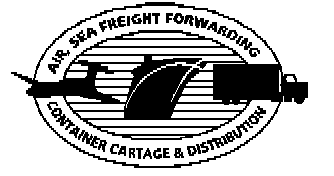 AIR, SEA FREIGHT FORWARDING
CONTAINER CARTAGE & DISTRIBUTION